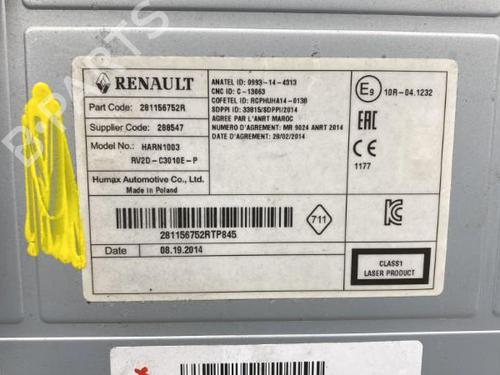 RENAULT
Part Code: 281156752R
Supplier Code: 288547
Model No.: HARN1003
RV2D-C3010E-P
Humax Automotive Co., Ltd.
Made in Poland
ANATEL ID: 0993-14-4313
CNC ID: C-13663
COFETEL ID: RCPHUHA14-0138
SDPPI ID: 33815/SDPPI/2014
AGREE PAR L'ANRT MAROC
NUMERO D'AGREMENT: MR 9024 ANRT 2014
DATE D'AGREMENT: 29/02/2014
E9 10R-04.1232
EAC
CE
1177
281156752RTP845
711
Date 08.19.2014
CLASS1
LASER PRODUCT
B-PARTS